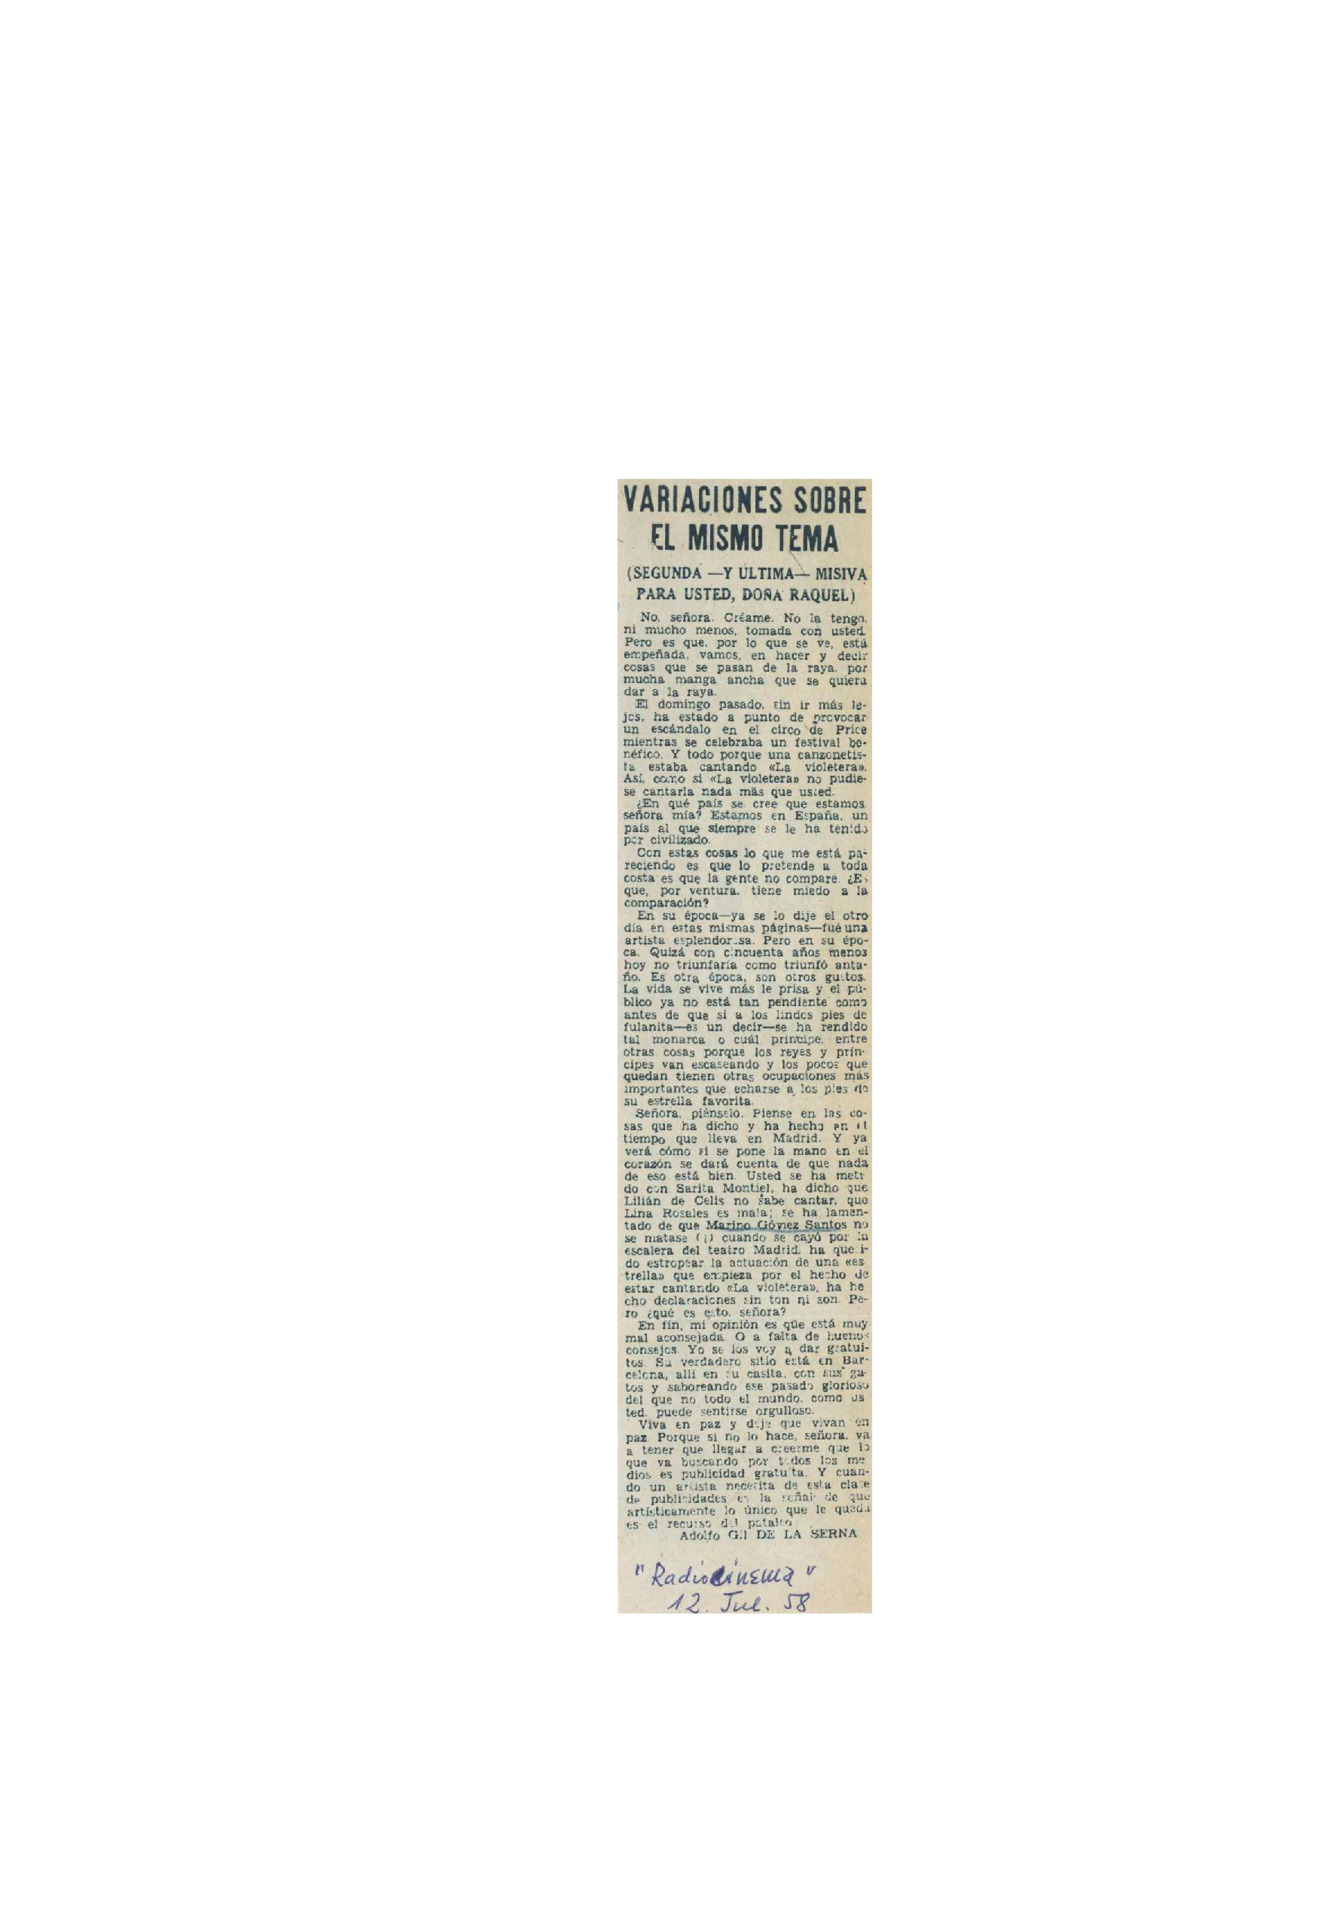 VARIACIONES SOBRE
EL MISMO TEMA
(SEGUNDA —Y ÚLTIMA— MISIVA
PARA USTED, DOÑA RAQUEL)
No, señora. Créame. No la tengo,
ni mucho menos, tomada con usted.
Pero es que, por lo que se ve, está
empeñada, vamos, en hacer y decir
cosas que se pasan de la raya, por
mucha manga ancha que se quiera
dar a la raya.
El domingo pasado, sin ir más le-
jos, ha estado a punto de provocar
un escándalo en el circo de Price
mientras se celebraba un festival be-
néfico. Y todo porque una canzonetis-
ta estaba cantando «La violetera».
Así, como si «La violetera» no pudie-
se cantarla nada más que usted.
¿En qué país se cree que estamos,
señora mía? Estamos en España, un
país al que siempre se le ha tenido
por civilizado.
Con estas cosas lo que me está pa-
reciendo es que lo pretende a toda
costa es que la gente no compare. ¿Es
que, por ventura, tiene miedo a la
comparación?
En su época—ya se lo dije el otro
día en estas mismas páginas—fué una
artista esplendorosa. Pero en su épo-
ca. Quizá con cincuenta años menos
hoy no triunfaría como triunfó anta-
ño. Es otra época, son otros gustos.
La vida se vive más le prisa y el pú-
blico ya no está tan pendiente como
antes de que si a los lindos pies de
fulanita—es un decir—se ha rendido
tal monarca o cuál príncipe, entre
otras cosas porque los reyes y prín-
cipes van escaseando y los pocos que
quedan tienen otras ocupaciones más
importantes que echarse a los pies de
su estrella favorita.
Señora, piénselo. Piense en las co-
sas que ha dicho y ha hecho en el
tiempo que lleva en Madrid. Y ya
verá cómo si se pone la mano en el
corazón se dará cuenta de que nada
de eso está bien. Usted se ha meti-
do con Sarita Montiel, ha dicho que
Lilián de Celis no sabe cantar, que
Lina Rosales es mala; se ha lamen-
tado de que Marino Gómez Santos no
se matase (¡) cuando se cayó por la
escalera del teatro Madrid, ha queri-
do estropear la actuación de una «es
trella» que empieza por el hecho de
estar cantando «La violetera», ha he
cho declaraciones sin ton ni son. Pe-
ro ¿qué es esto, señora?
En fin, mi opinión es que está muy
mal aconsejada. O a falta de buenos
consejos. Yo se los voy a dar gratui-
tos. Su verdadero sitio está en Bar-
celona, allí en su casita, con sus ga-
tos y saboreando ese pasado glorioso
del que no todo el mundo, como us
ted, puede sentirse orgulloso.
Viva en paz y deje que vivan en
paz. Porque si no lo hace, señora, va
a tener que llegar a creerme que lo
que va buscando por todos los me
dios es publicidad gratuíta. Y cuan-
do un artista necesita de esta clase
de publicidades es la señal de que
artísticamente lo único que le queda
es el recurso del pataleo
Adolfo Gil DE LA SERNA
"Radiocinema"
12. Jul. 58